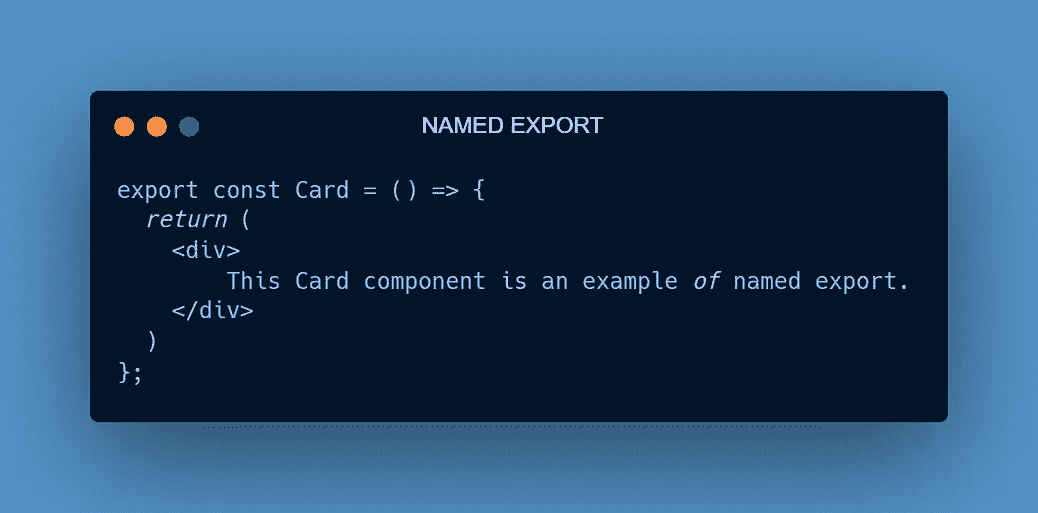 NAMED EXPORT
export const Card = () => {
return (
<div>
This Card component is an example of named export.
</div>
)
};